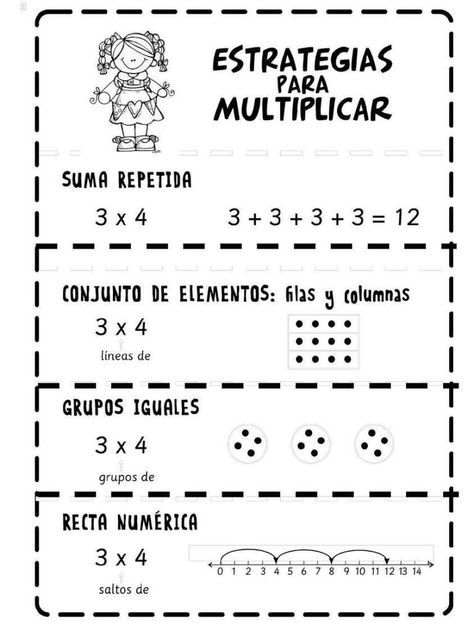 ESTRATEGIAS
PARA
MULTIPLICAR
SUMA REPETIDA
3 x 4 3 + 3 + 3 + 3 = 12
CONJUNTO DE ELEMENTOS: filas y columnas
3 x 4
líneas de
GRUPOS IGUALES
3 x 4
grupos de
RECTA NUMÉRICA
3 x 4
saltos de
0 1 2 3 4 5 6 7 8 9 10 11 12 13 14